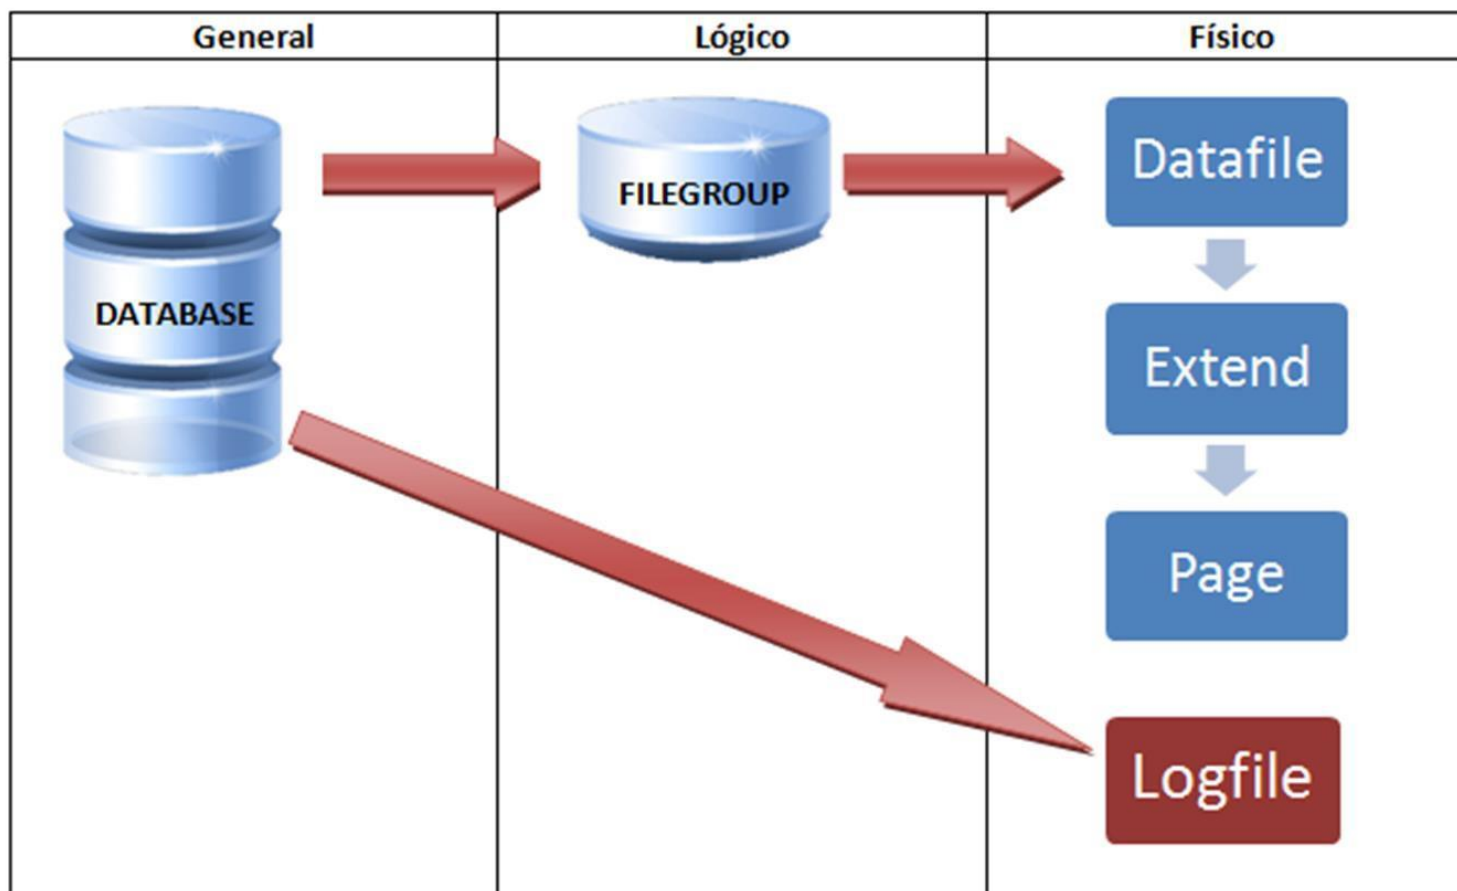 General
Lógico
Físico
DATABASE
FILEGROUP
Datafile
Extend
Page
Logfile